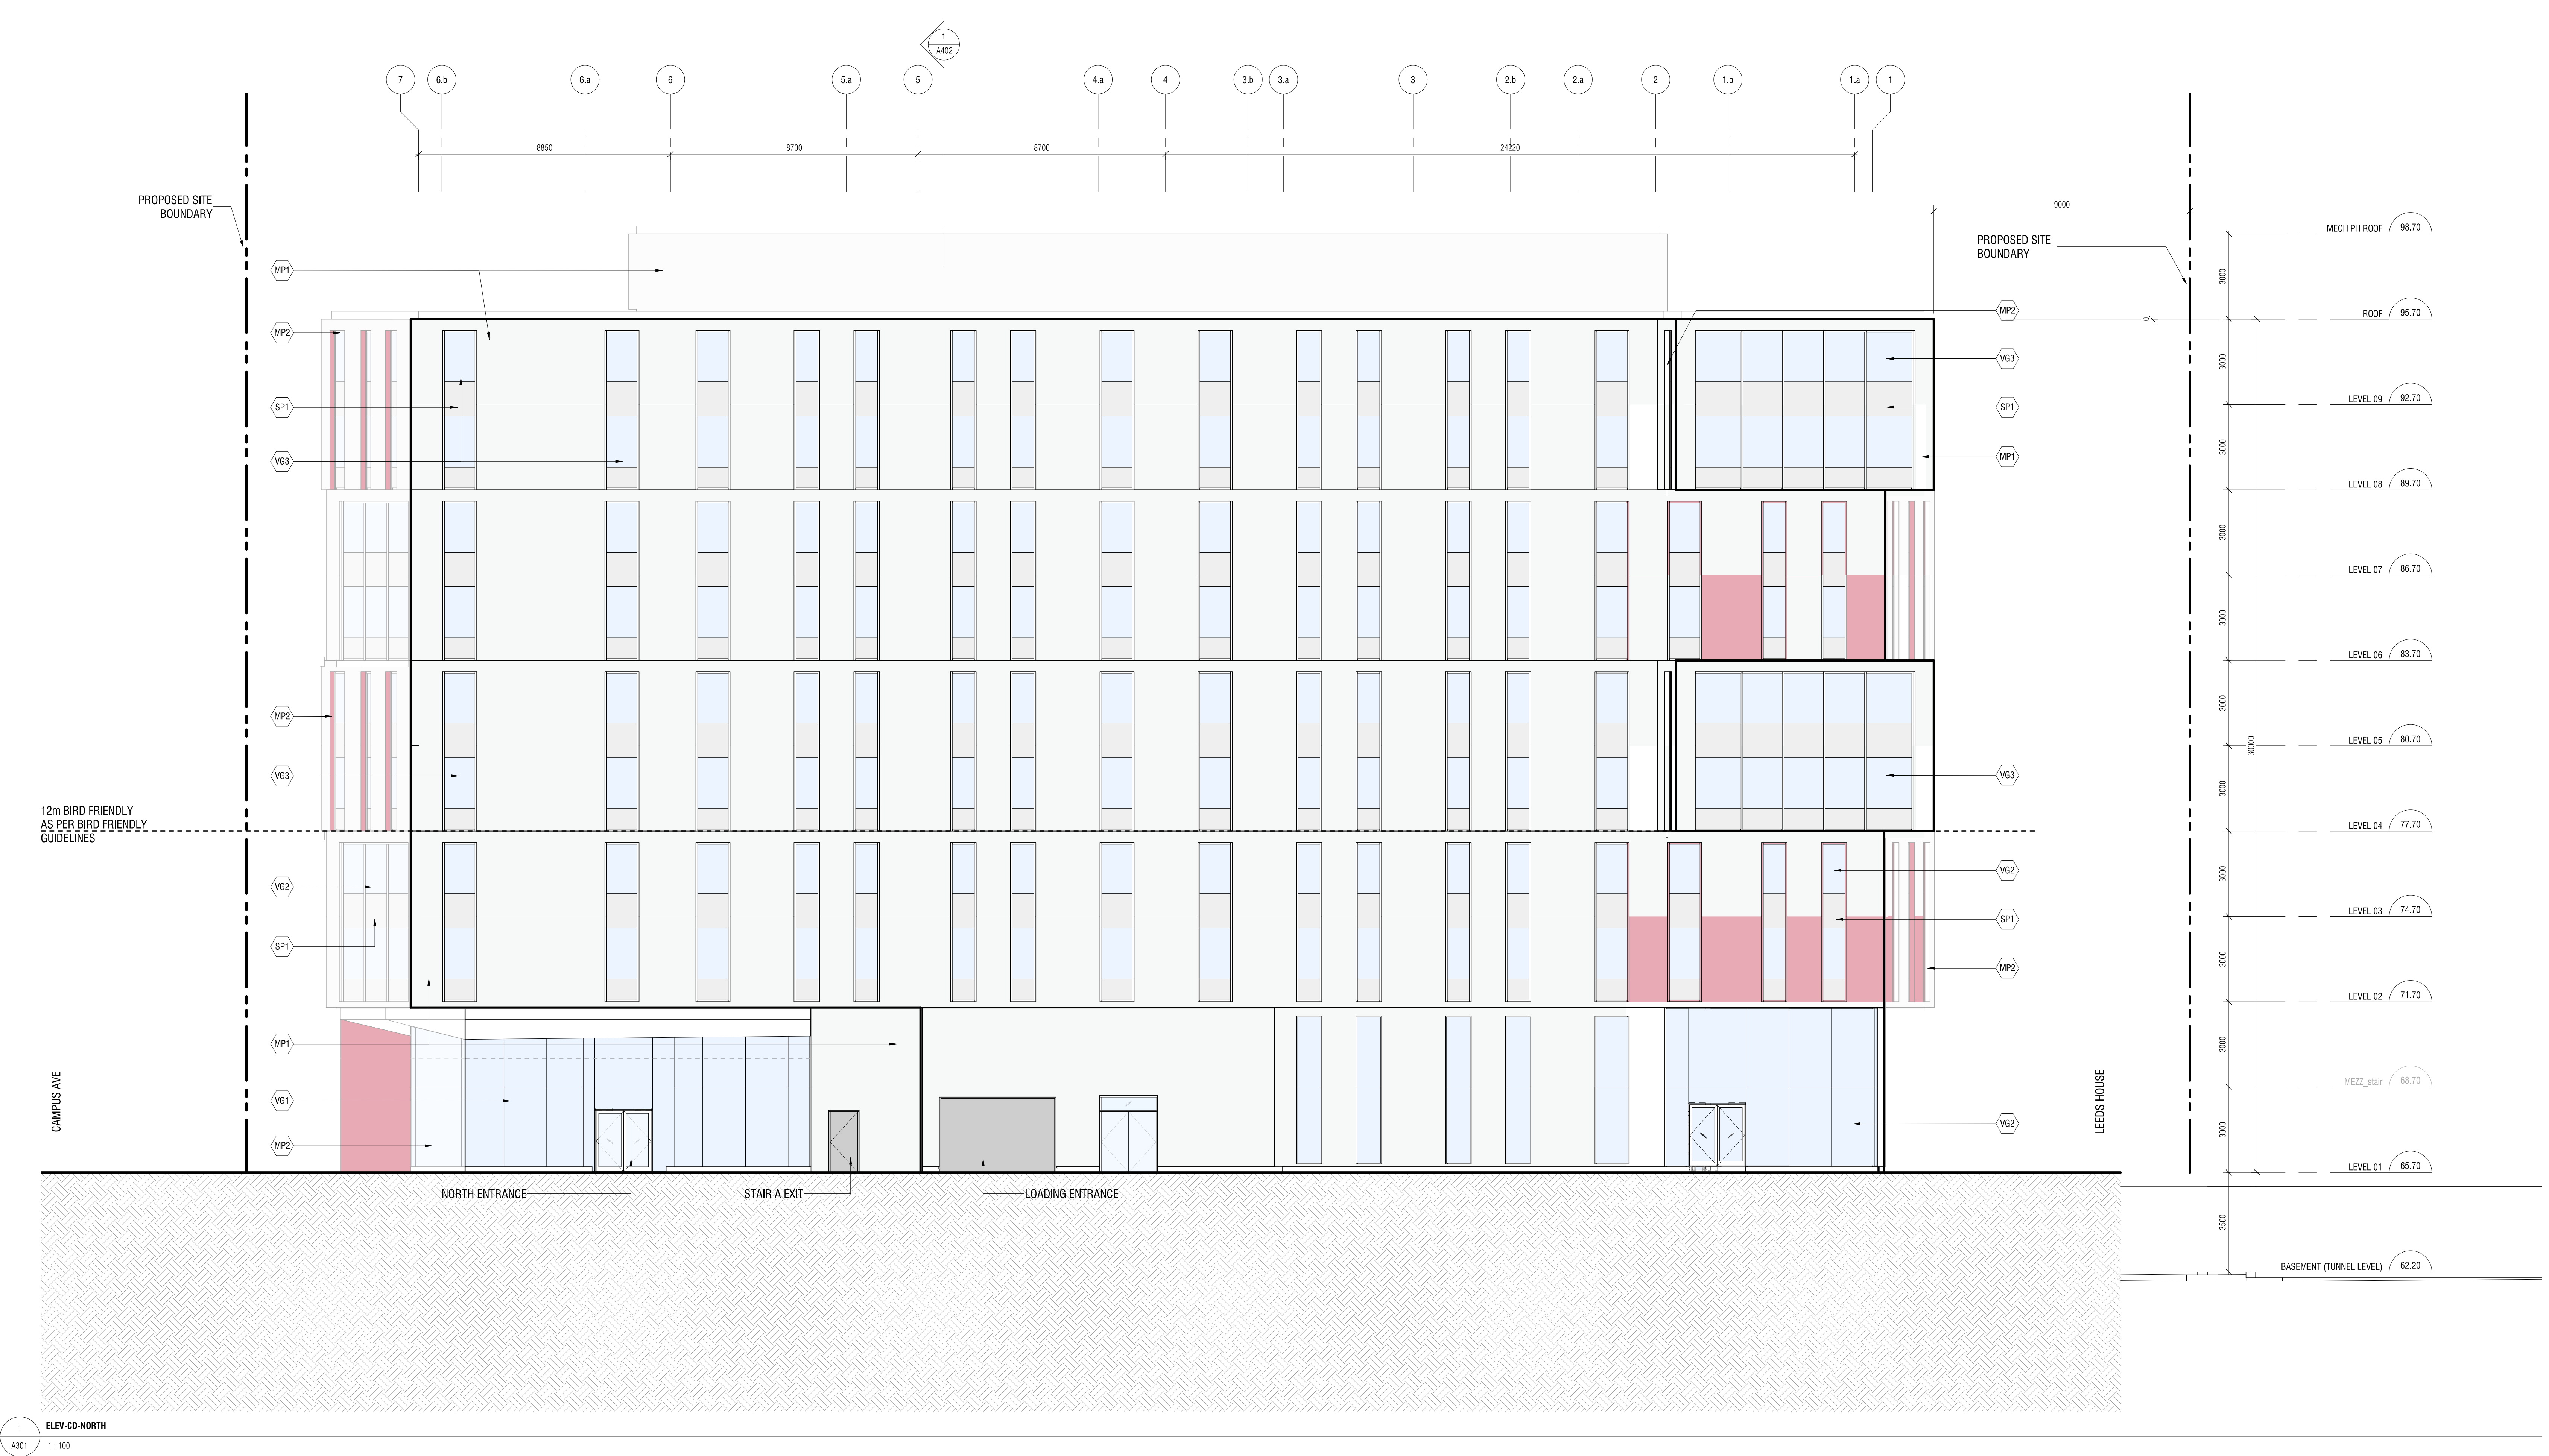 1
A402
7
6.b
6.a
6
5.a
5
4.a
4
3.b
3.a
3
2.b
2.a
2
1.b
1.a
1
8850
8700
8700
24220
9000
PROPOSED SITE
BOUNDARY
PROPOSED SITE
BOUNDARY
MECH PH ROOF 98.70
3000
MP1
MP2
ROOF 95.70
MP2
VG3
3000
SP1
SP1
LEVEL 09 92.70
VG3
MP1
3000
LEVEL 08 89.70
3000
LEVEL 07 86.70
3000
LEVEL 06 83.70
MP2
3000
LEVEL 05 80.70
30000
VG3
VG3
3000
12m BIRD FRIENDLY
AS PER BIRD FRIENDLY
GUIDELINES
LEVEL 04 77.70
VG2
VG2
3000
SP1
SP1
LEVEL 03 74.70
MP2
3000
LEVEL 02 71.70
MP1
3000
MEZZ_stair 68.70
CAMPUS AVE
VG1
LEEDS HOUSE
VG2
MP2
3000
LEVEL 01 65.70
NORTH ENTRANCE
STAIR A EXIT
LOADING ENTRANCE
3500
BASEMENT (TUNNEL LEVEL) 62.20
1
A301
ELEV-CD-NORTH
1 : 100